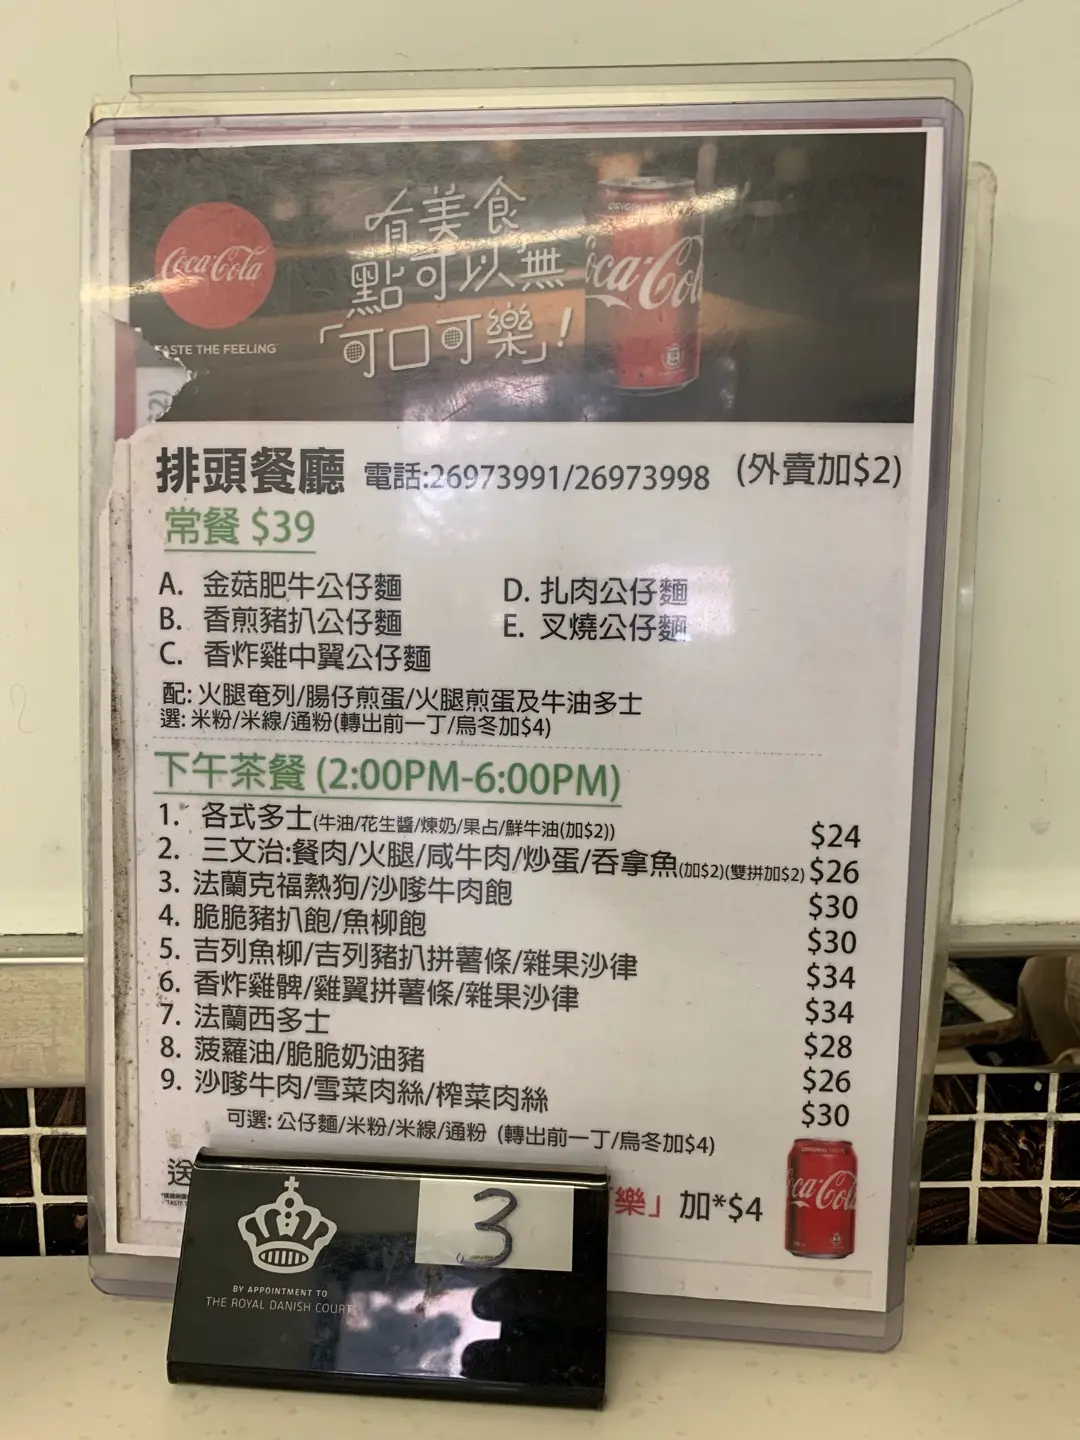 Coca-Cola
TASTE THE FEELING
有美食
點可以無
「可口可樂」!
ORIGINAL TASTE
Coca-Cola
2)
排頭餐廳 電話:26973991/26973998 (外賣加$2)
常餐 $39
A. 金菇肥牛公仔麵
B. 香煎豬扒公仔麵
C. 香炸雞中翼公仔麵
D. 扎肉公仔麵
E. 叉燒公仔麵
配: 火腿奄列/腸仔煎蛋/火腿煎蛋及牛油多士
選: 米粉/米線/通粉(轉出前一丁/烏冬加$4)
下午茶餐 (2:00PM-6:00PM)
1. 各式多士(牛油/花生醬/煉奶/果占/鮮牛油(加$2)) $24
2. 三文治:餐肉/火腿/咸牛肉/炒蛋/吞拿魚(加$2)(雙拼加$2) $26
3. 法蘭克福熱狗/沙嗲牛肉飽 $30
4. 脆脆豬扒飽/魚柳飽 $30
5. 吉列魚柳/吉列豬扒拼薯條/雜果沙律 $34
6. 香炸雞髀/雞翼拼薯條/雜果沙律 $34
7. 法蘭西多士 $28
8. 菠蘿油/脆脆奶油豬 $26
9. 沙嗲牛肉/雪菜肉絲/榨菜肉絲 $30
可選: 公仔麵/米粉/米線/通粉 (轉出前一丁/烏冬加$4)
送
樂」 加*$4
ORIGINAL TASTE
Coca-Cola
3
BY APPOINTMENT TO
THE ROYAL DANISH COURT